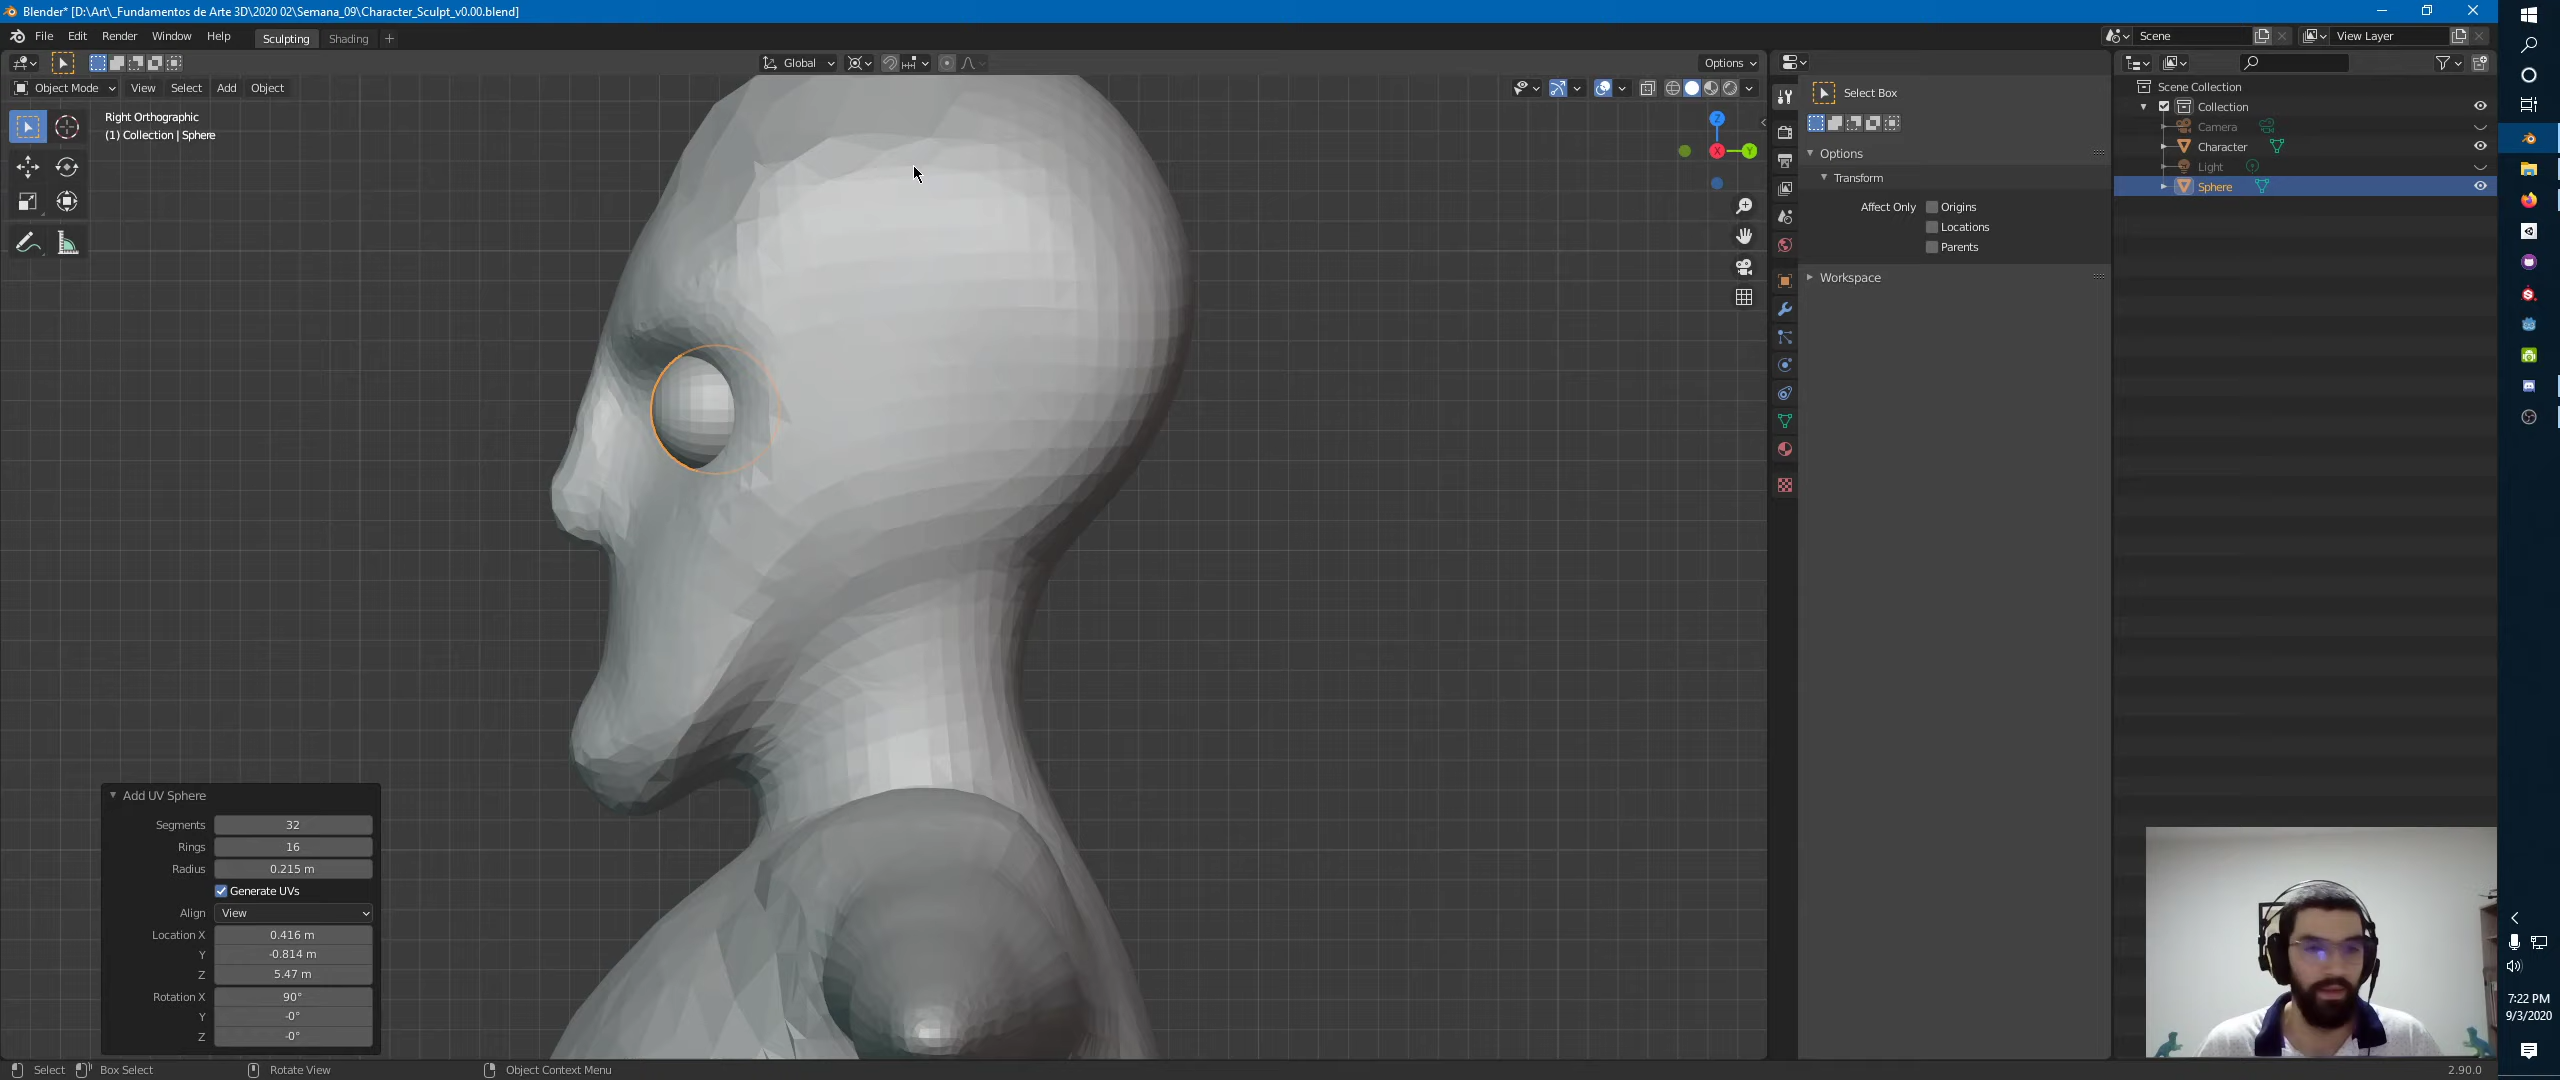 Blender* [D:\Art\_Fundamentos de Arte 3D\2020 02\Semana_09\Character_Sculpt_v0.00.blend]
File Edit Render Window Help Sculpting Shading +
Scene View Layer
Global Options
Object Mode View Select Add Object
Right Orthographic
(1) Collection | Sphere
Z
X
Y
Select Box
Options
Transform
Affect Only Origins
Locations
Parents
Workspace
Scene Collection
Collection
Camera
Character
Light
Sphere
Add UV Sphere
Segments 32
Rings 16
Radius 0.215 m
Generate UVs
Align View
Location X 0.416 m
Y -0.814 m
Z 5.47 m
Rotation X 90°
Y -0°
Z -0°
Select Box Select Rotate View Object Context Menu 2.90.0
7:22 PM
9/3/2020